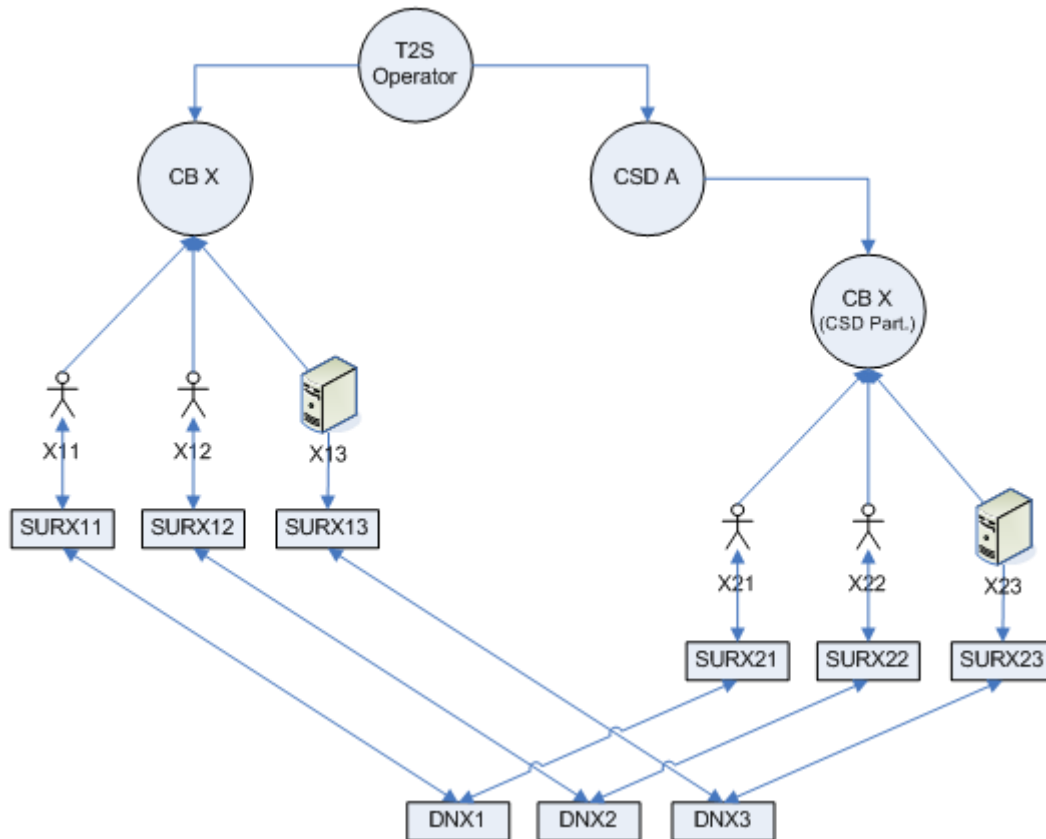 T2S
Operator
CB X
CSD A
CB X
(CSD Part.)
X11
X12
X13
SURX11
SURX12
SURX13
X21
X22
X23
SURX21
SURX22
SURX23
DNX1
DNX2
DNX3